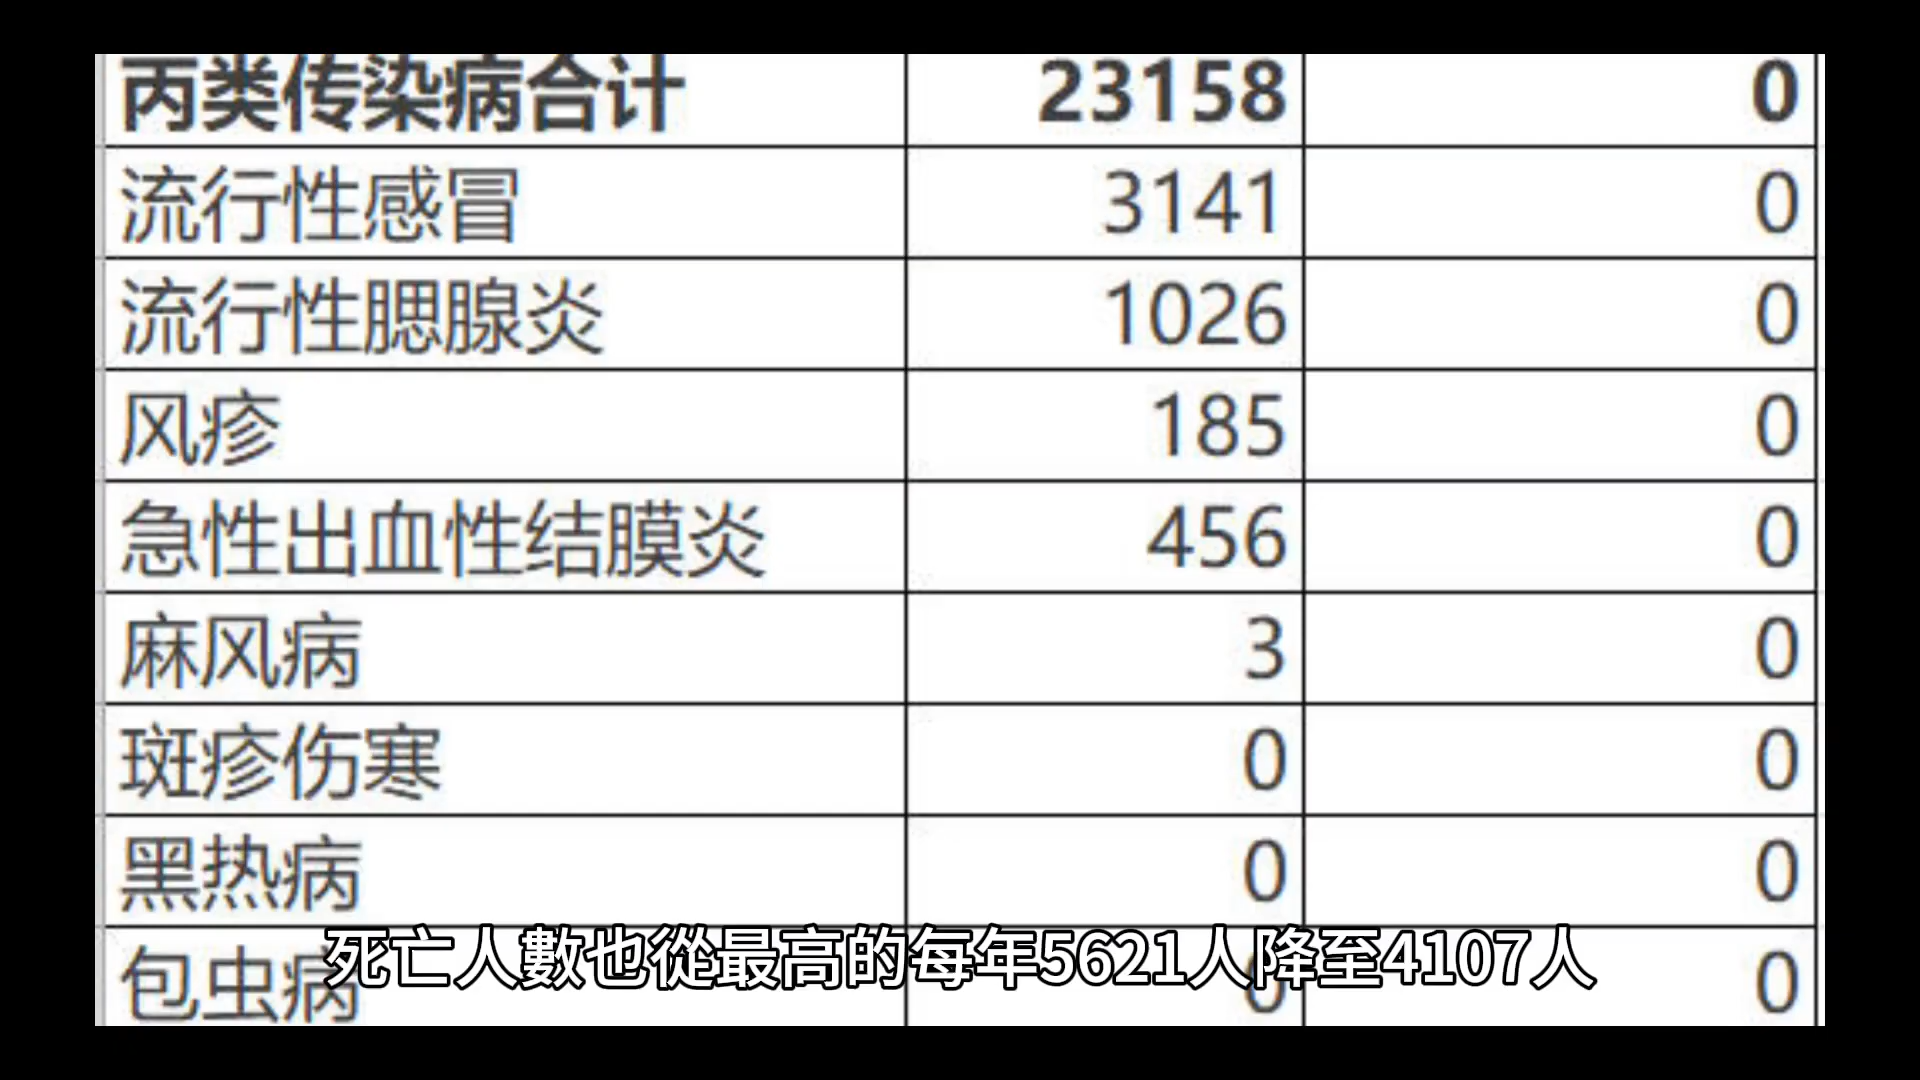 丙类传染病合计 23158 0
流行性感冒 3141 0
流行性腮腺炎 1026 0
风疹 185 0
急性出血性结膜炎 456 0
麻风病 3 0
斑疹伤寒 0 0
黑热病 0 0
包虫病 0 0
死亡人數也從最高的每年5621人降至4107人